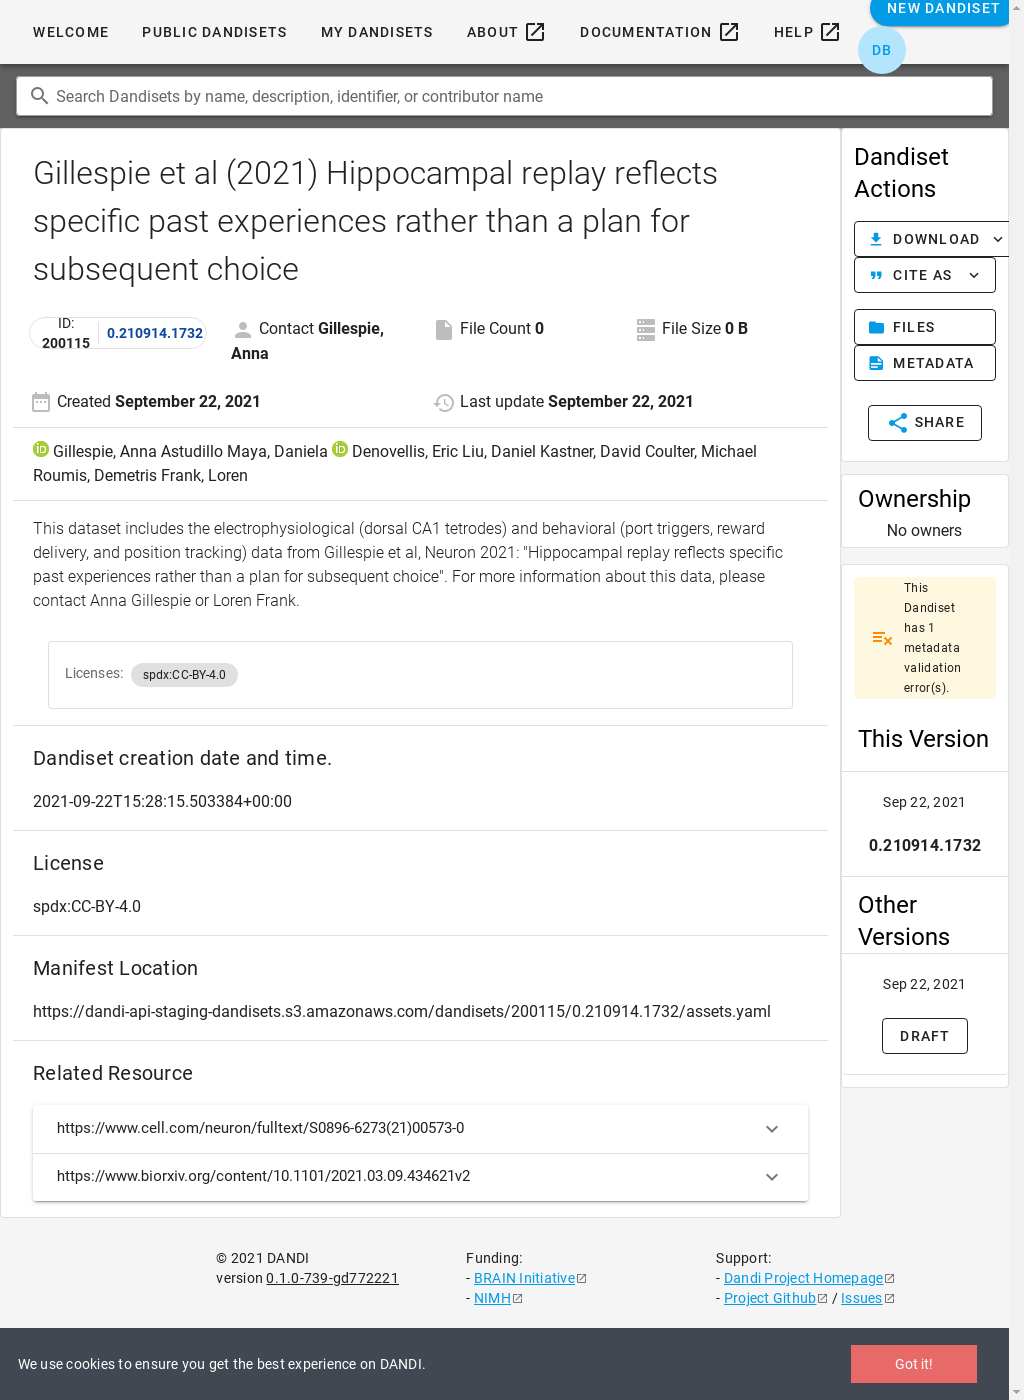 WELCOME PUBLIC DANDISETS MY DANDISETS ABOUT DOCUMENTATION HELP NEW DANDISET
DB
Search Dandisets by name, description, identifier, or contributor name
Gillespie et al (2021) Hippocampal replay reflects
specific past experiences rather than a plan for
subsequent choice
ID:
200115 0.210914.1732
Contact Gillespie,
Anna
File Count 0
File Size 0 B
Created September 22, 2021
Last update September 22, 2021
Gillespie, Anna Astudillo Maya, Daniela Denovellis, Eric Liu, Daniel Kastner, David Coulter, Michael
Roumis, Demetris Frank, Loren
This dataset includes the electrophysiological (dorsal CA1 tetrodes) and behavioral (port triggers, reward
delivery, and position tracking) data from Gillespie et al, Neuron 2021: "Hippocampal replay reflects specific
past experiences rather than a plan for subsequent choice". For more information about this data, please
contact Anna Gillespie or Loren Frank.
Licenses: spdx:CC-BY-4.0
Dandiset creation date and time.
2021-09-22T15:28:15.503384+00:00
License
spdx:CC-BY-4.0
Manifest Location
https://dandi-api-staging-dandisets.s3.amazonaws.com/dandisets/200115/0.210914.1732/assets.yaml
Related Resource
https://www.cell.com/neuron/fulltext/S0896-6273(21)00573-0
https://www.biorxiv.org/content/10.1101/2021.03.09.434621v2
Dandiset
Actions
DOWNLOAD
CITE AS
FILES
METADATA
SHARE
Ownership
No owners
This
Dandiset
has 1
metadata
validation
error(s).
This Version
Sep 22, 2021
0.210914.1732
Other
Versions
Sep 22, 2021
DRAFT
© 2021 DANDI
version 0.1.0-739-gd772221
Funding:
- BRAIN Initiative
- NIMH
Support:
- Dandi Project Homepage
- Project Github / Issues
We use cookies to ensure you get the best experience on DANDI.
Got it!